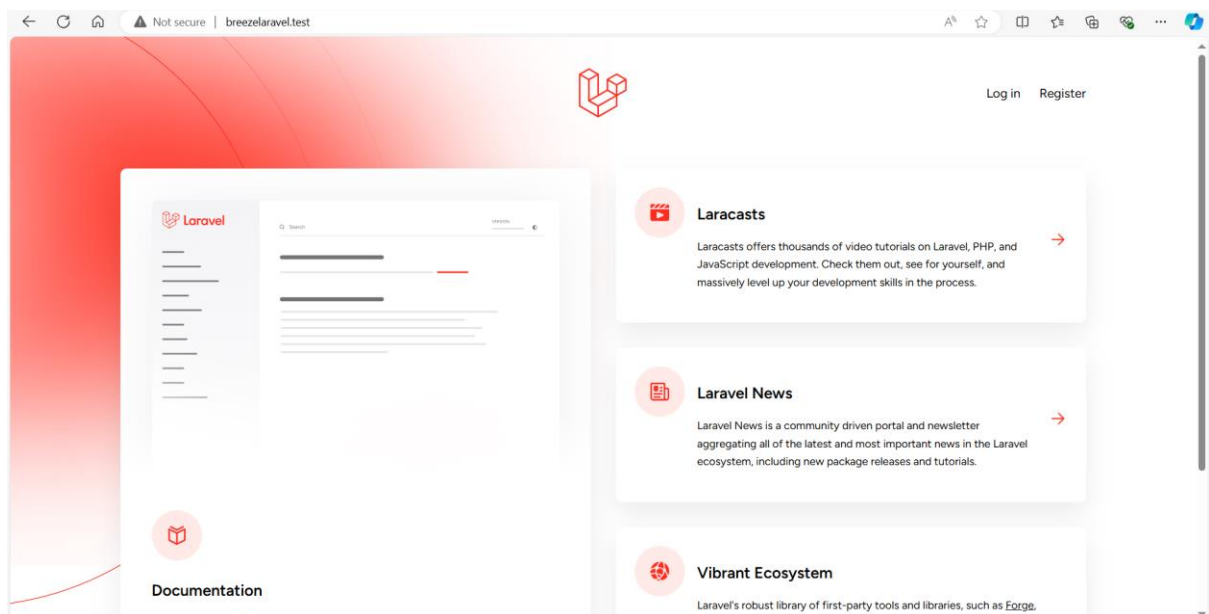 Not secure | breezelaravel.test
Log in Register
Laravel
Search
VERSION
Laracasts
Laracasts offers thousands of video tutorials on Laravel, PHP, and
JavaScript development. Check them out, see for yourself, and
massively level up your development skills in the process.
Laravel News
Laravel News is a community driven portal and newsletter
aggregating all of the latest and most important news in the Laravel
ecosystem, including new package releases and tutorials.
Documentation
Vibrant Ecosystem
Laravel's robust library of first-party tools and libraries, such as Forge,